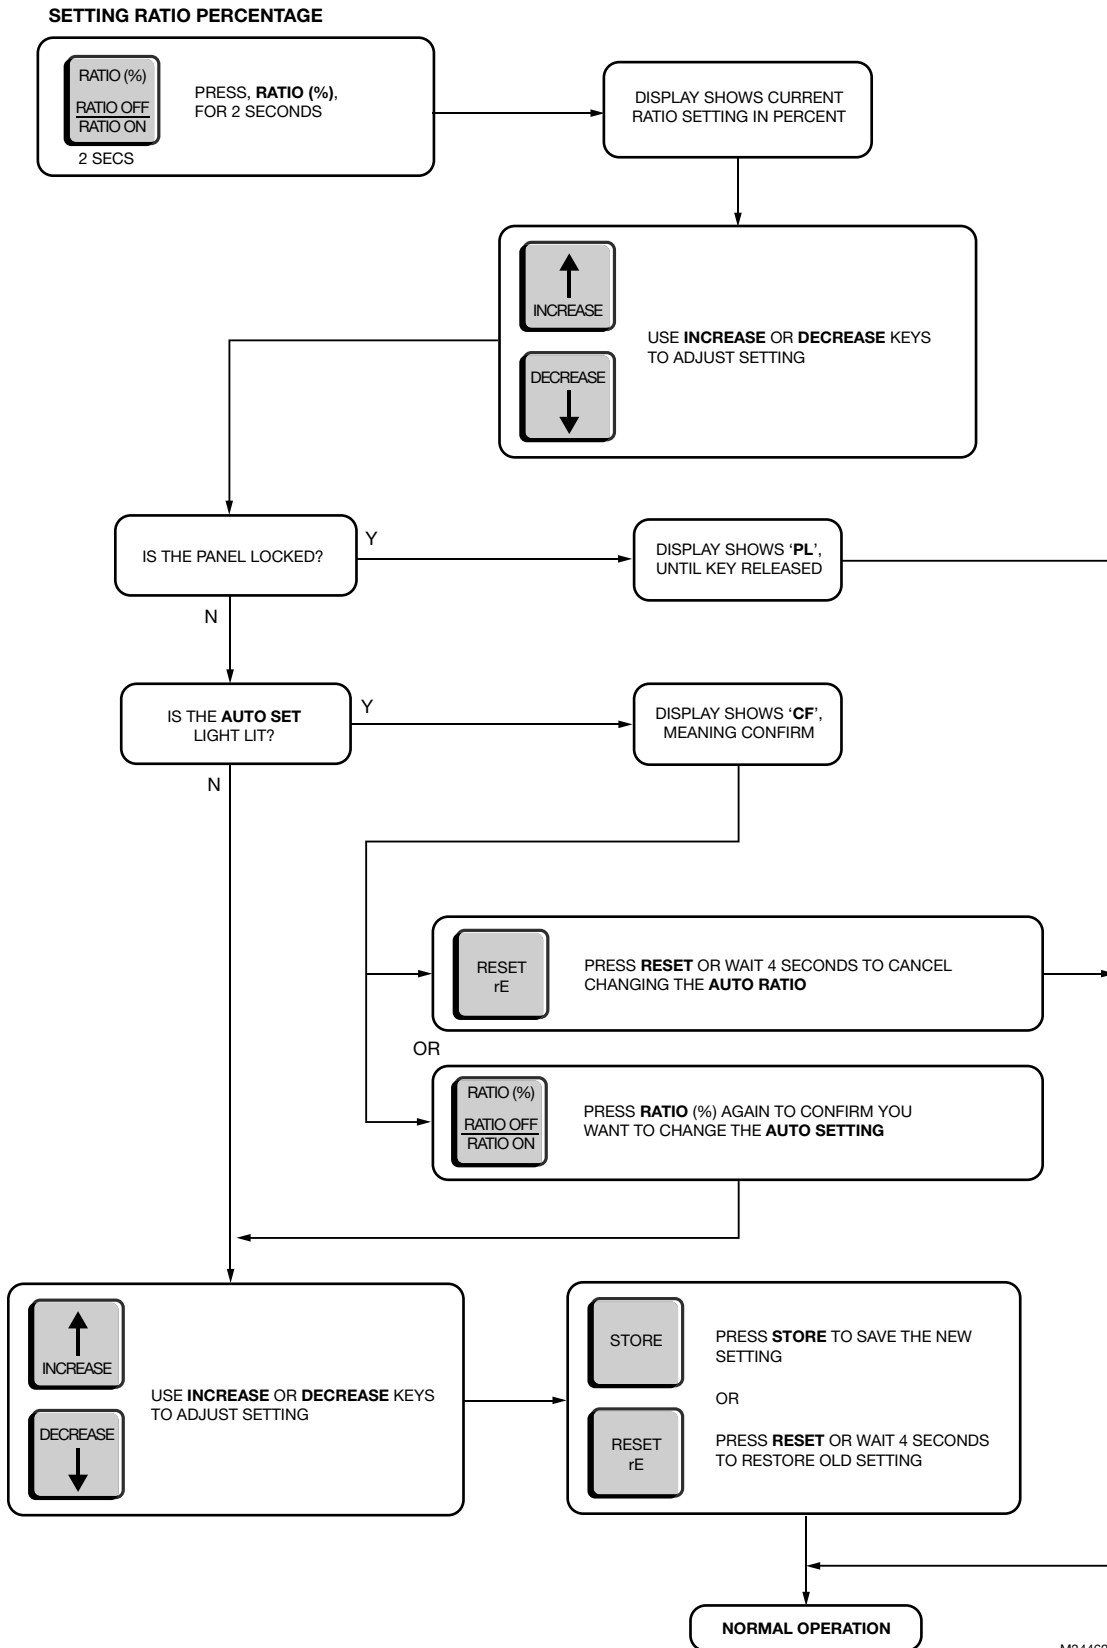 SETTING RATIO PERCENTAGE
RATIO (%)
RATIO OFF
RATIO ON
2 SECS
PRESS, RATIO (%),
FOR 2 SECONDS
DISPLAY SHOWS CURRENT
RATIO SETTING IN PERCENT
INCREASE
DECREASE
USE INCREASE OR DECREASE KEYS
TO ADJUST SETTING
IS THE PANEL LOCKED?
Y
DISPLAY SHOWS ‘PL’,
UNTIL KEY RELEASED
N
IS THE AUTO SET
LIGHT LIT?
Y
DISPLAY SHOWS ‘CF’,
MEANING CONFIRM
N
RESET
rE
PRESS RESET OR WAIT 4 SECONDS TO CANCEL
CHANGING THE AUTO RATIO
OR
RATIO (%)
RATIO OFF
RATIO ON
PRESS RATIO (%) AGAIN TO CONFIRM YOU
WANT TO CHANGE THE AUTO SETTING
INCREASE
DECREASE
USE INCREASE OR DECREASE KEYS
TO ADJUST SETTING
STORE
PRESS STORE TO SAVE THE NEW
SETTING
OR
RESET
rE
PRESS RESET OR WAIT 4 SECONDS
TO RESTORE OLD SETTING
NORMAL OPERATION